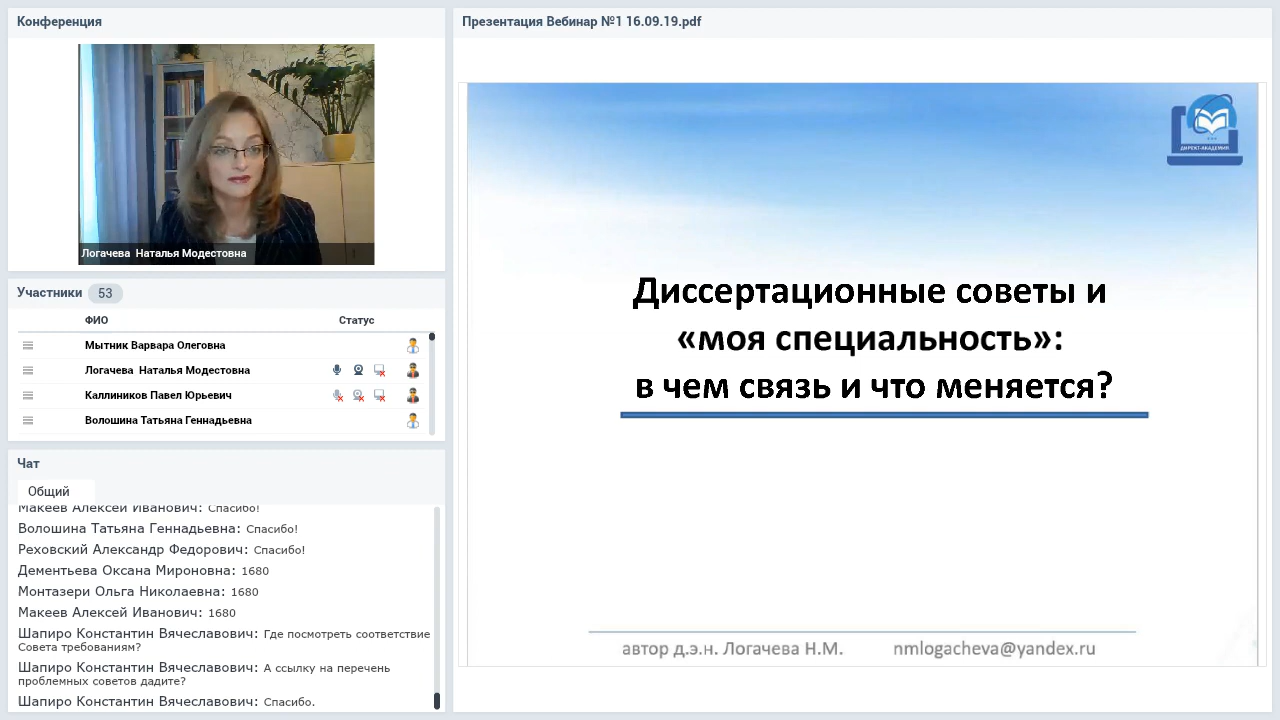 Конференция
Логачева Наталья Модестовна
Участники 53
ФИО Статус
Мытник Варвара Олеговна
Логачева Наталья Модестовна
Каллиников Павел Юрьевич
Волошина Татьяна Геннадьевна
Чат
Общий
Макеев Алексей Иванович: Спасибо!
Волошина Татьяна Геннадьевна: Спасибо!
Реховский Александр Федорович: Спасибо!
Дементьева Оксана Мироновна: 1680
Монтазери Ольга Николаевна: 1680
Макеев Алексей Иванович: 1680
Шапиро Константин Вячеславович: Где посмотреть соответствие
Совета требованиям?
Шапиро Константин Вячеславович: А ссылку на перечень
проблемных советов дадите?
Шапиро Константин Вячеславович: Спасибо.
Презентация Вебинар №1 16.09.19.pdf
ДИРЕКТ-АКАДЕМИЯ
Диссертационные советы и
«моя специальность»:
в чем связь и что меняется?
автор д.э.н. Логачева Н.М. nmlogacheva@yandex.ru